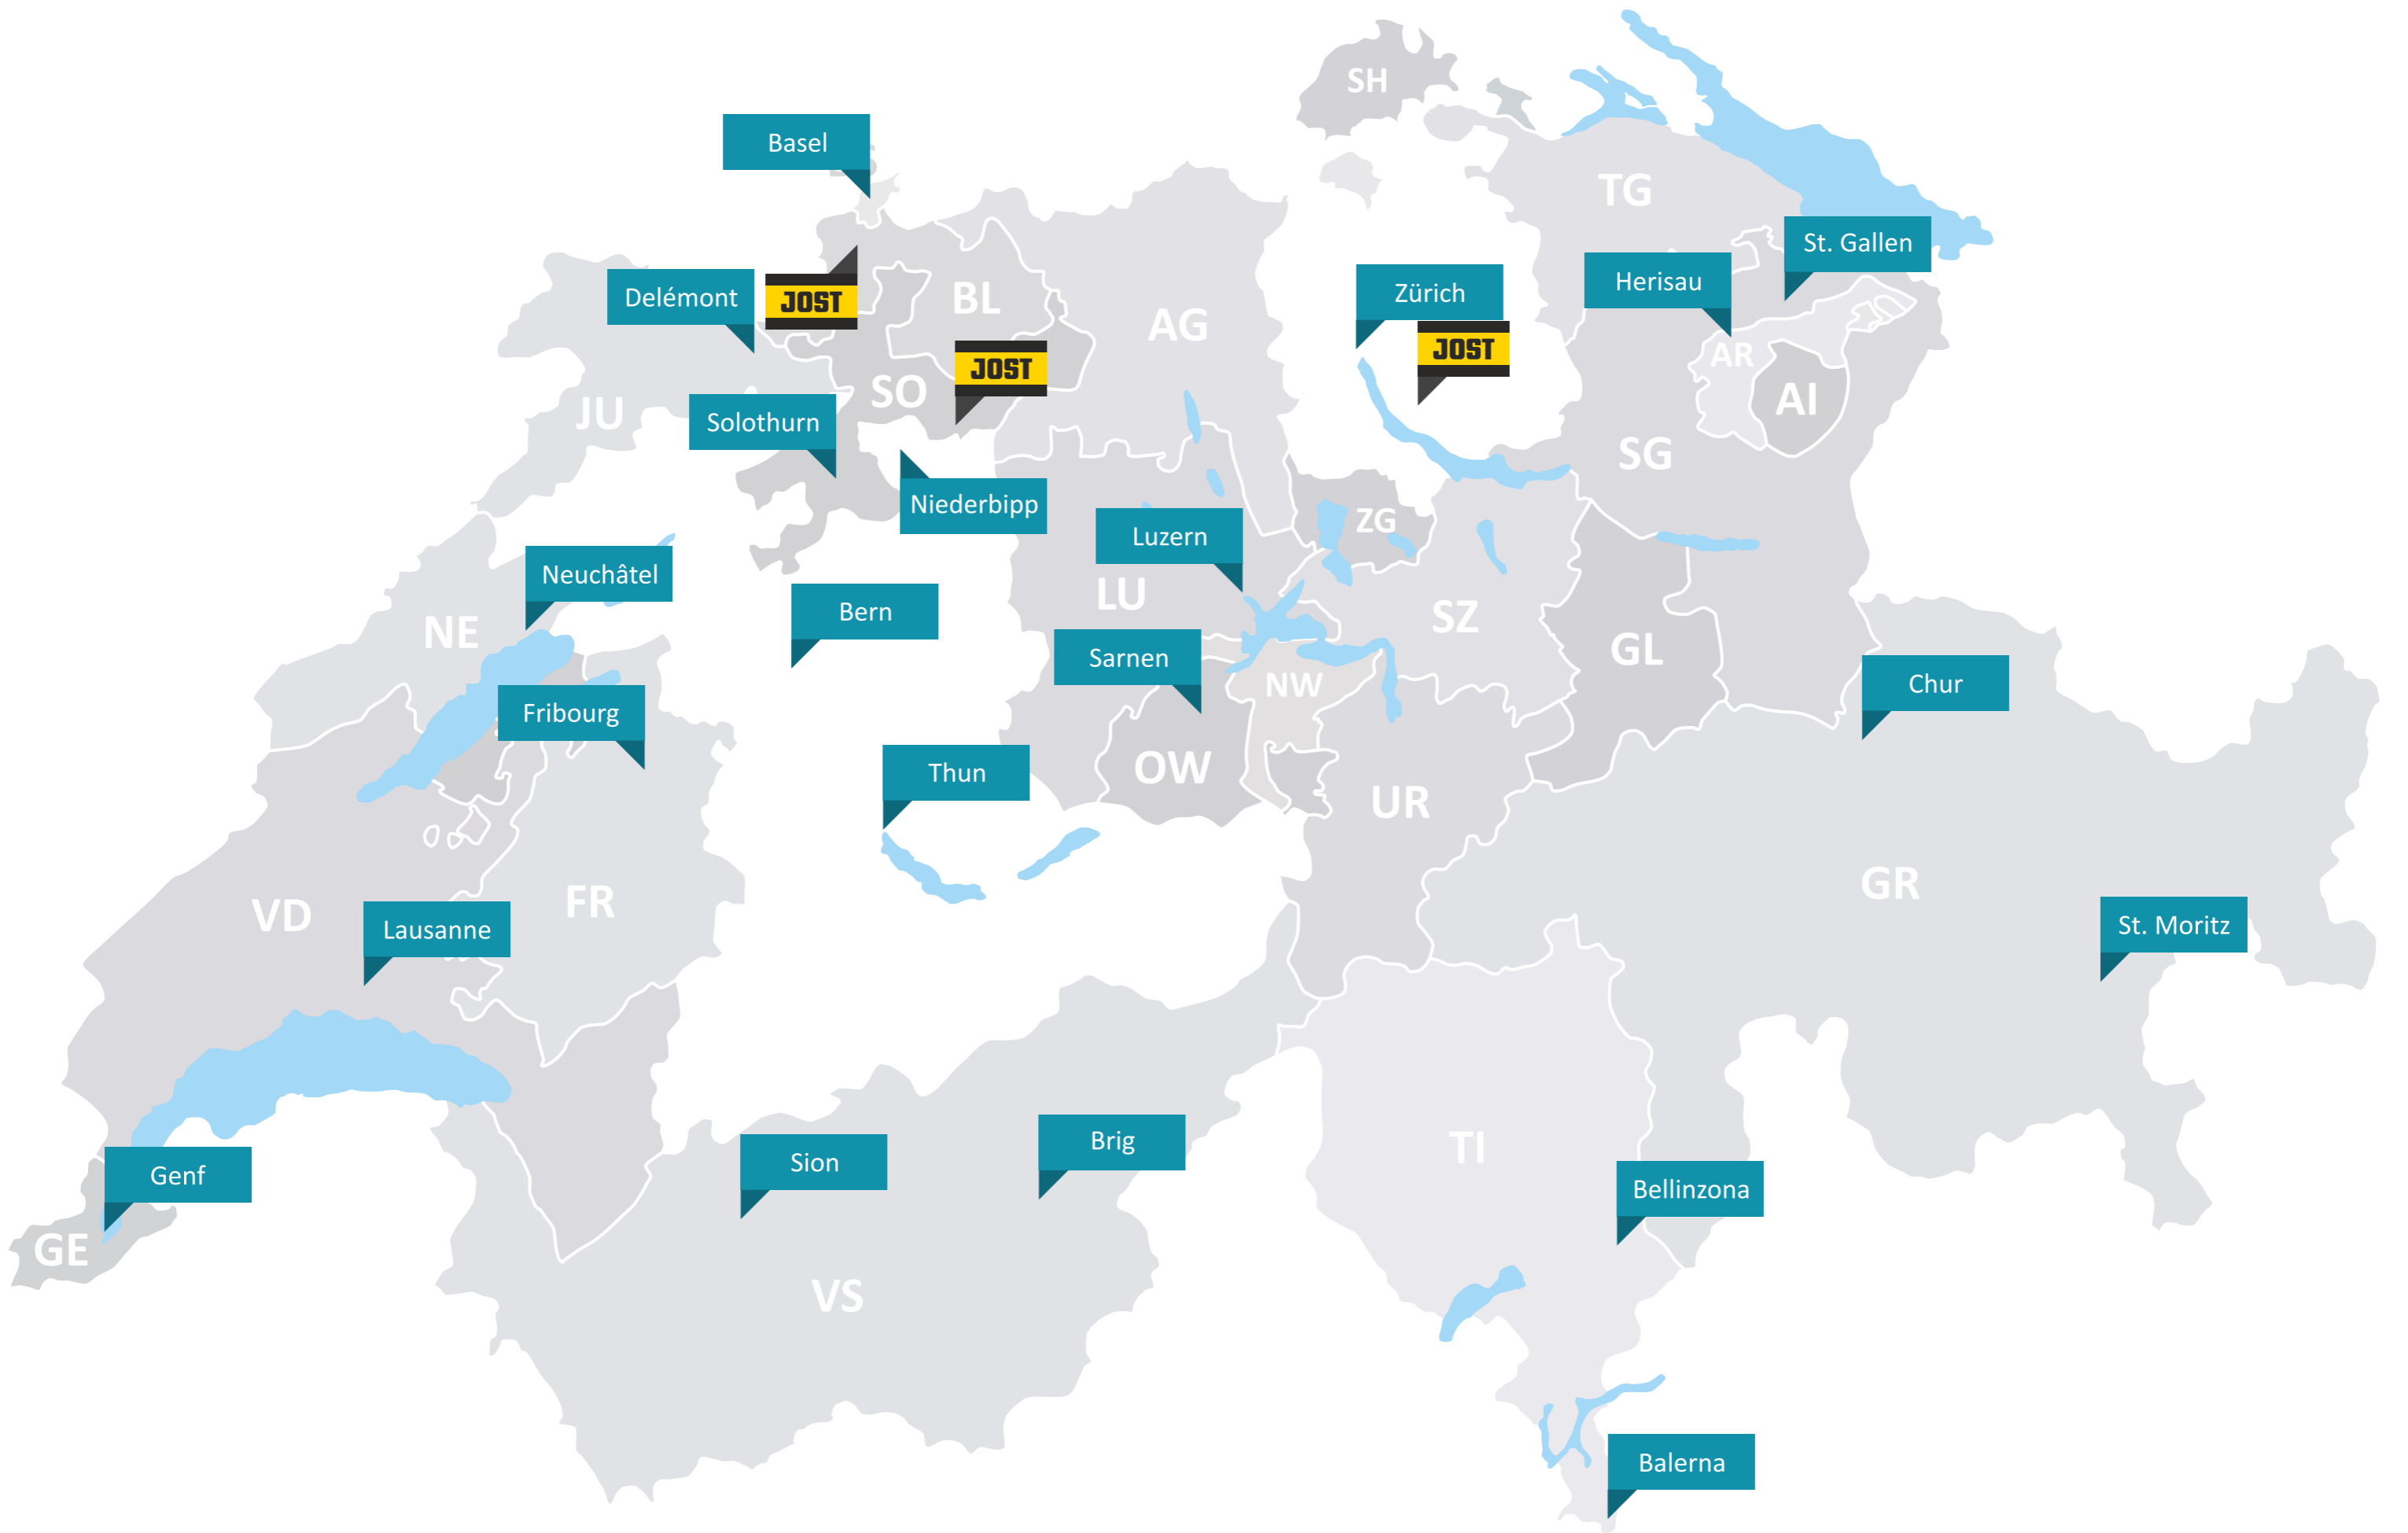 SH
Basel
TG
St. Gallen
Herisau
Zürich
Delémont
JOST
BL
AG
JOST
AR
JOST
SO
AI
JU
Solothurn
SG
Niederbipp
ZG
Luzern
Neuchâtel
LU
Bern
SZ
NE
GL
Sarnen
NW
Chur
Fribourg
Thun
OW
UR
GR
FR
VD
Lausanne
St. Moritz
Brig
TI
Sion
Genf
Bellinzona
GE
VS
Balerna